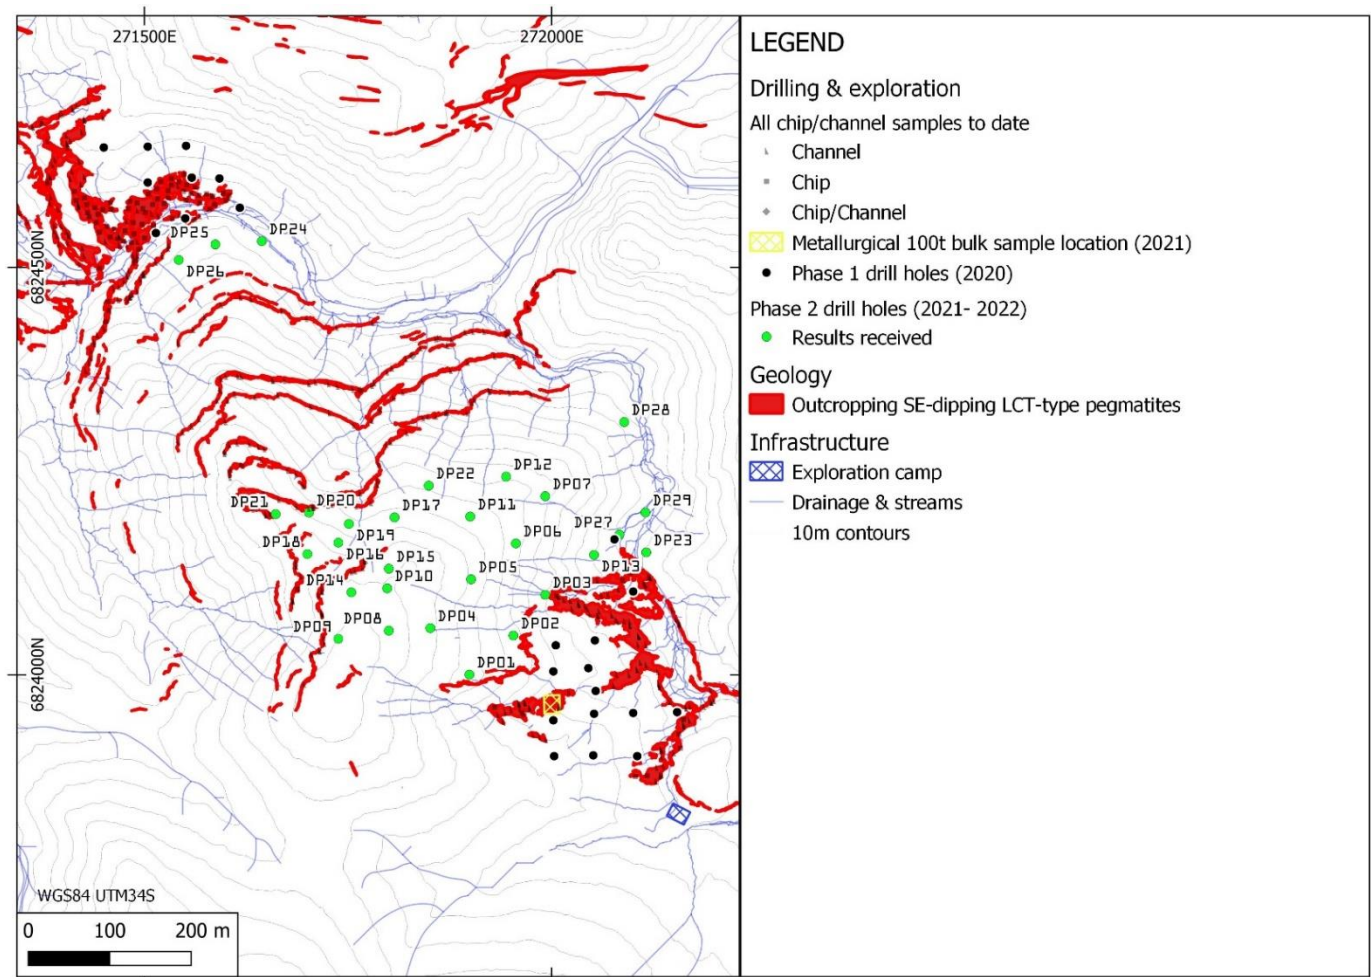 271500E
272000E
6824500N
6824000N
DP25
DP24
DP26
DP28
DP12
DP22
DP07
DP21
DP20
DP17
DP11
DP29
DP27
DP19
DP06
DP18
DP16
DP15
DP23
DP14
DP10
DP05
DP13
DP03
DP09
DP08
DP04
DP02
DP01
WGS84 UTM34S
0 100 200 m
LEGEND
Drilling & exploration
All chip/channel samples to date
Channel
Chip
Chip/Channel
Metallurgical 100t bulk sample location (2021)
Phase 1 drill holes (2020)
Phase 2 drill holes (2021- 2022)
Results received
Geology
Outcropping SE-dipping LCT-type pegmatites
Infrastructure
Exploration camp
Drainage & streams
10m contours